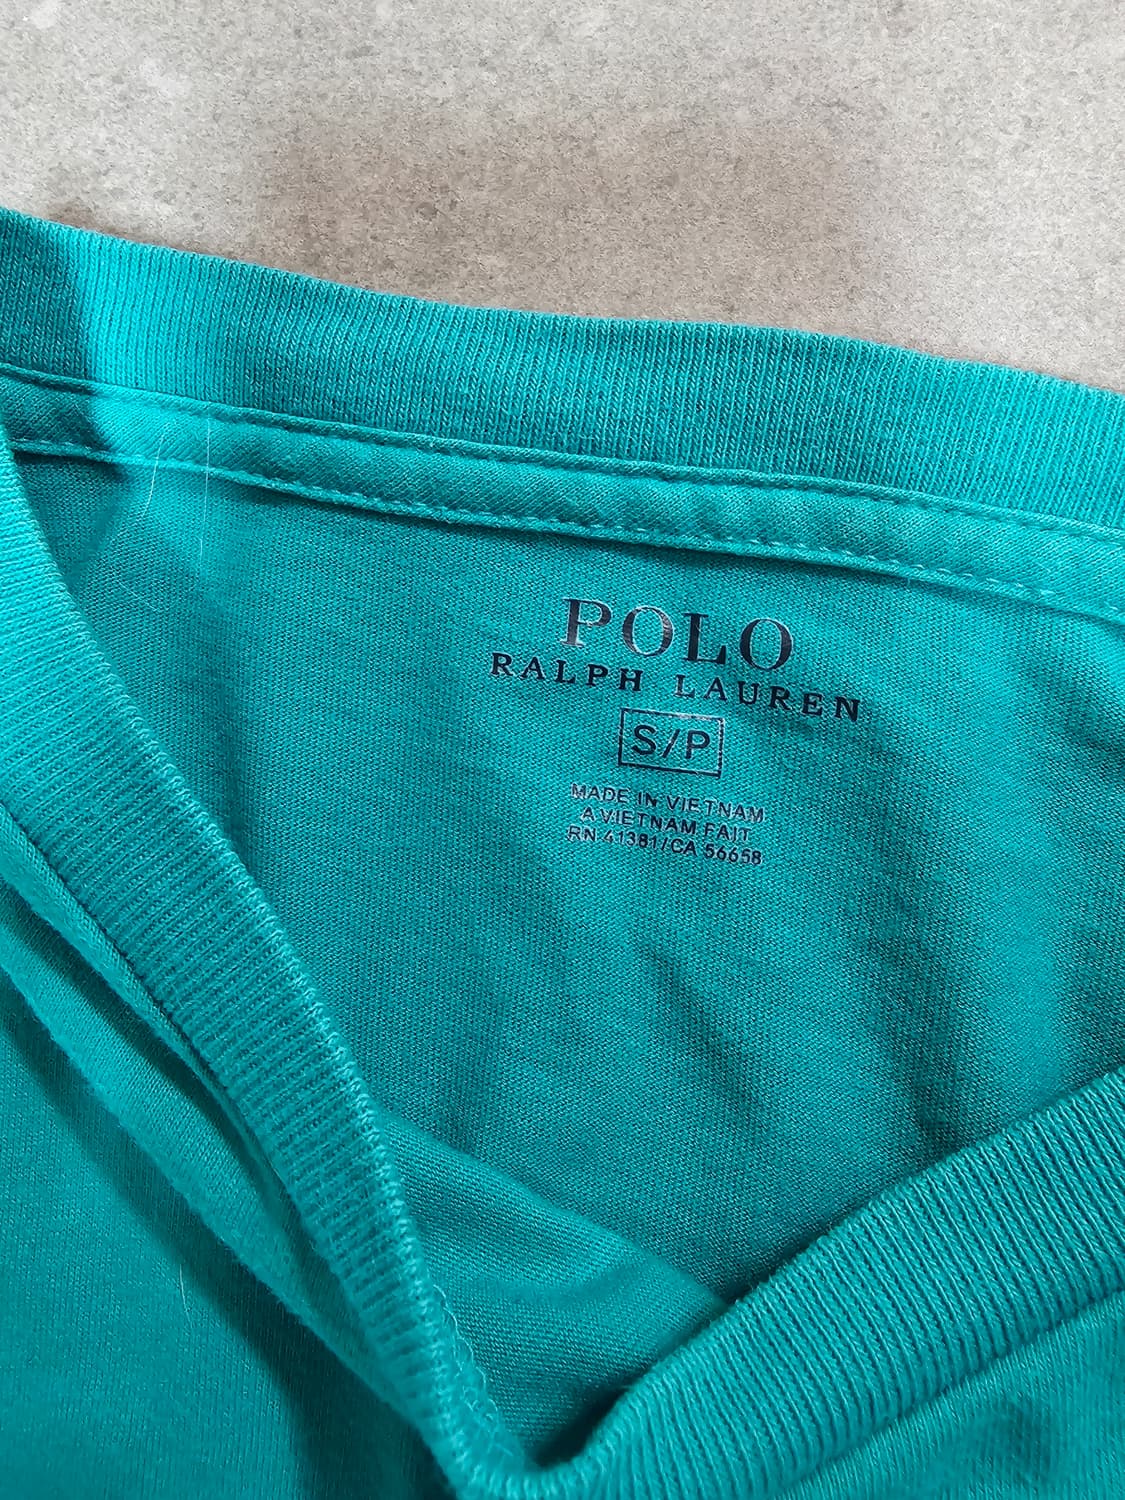 POLO
RALPH LAUREN
S/P
MADE IN VIETNAM
A VIETNAM FAIT
RN 41381/CA 56658